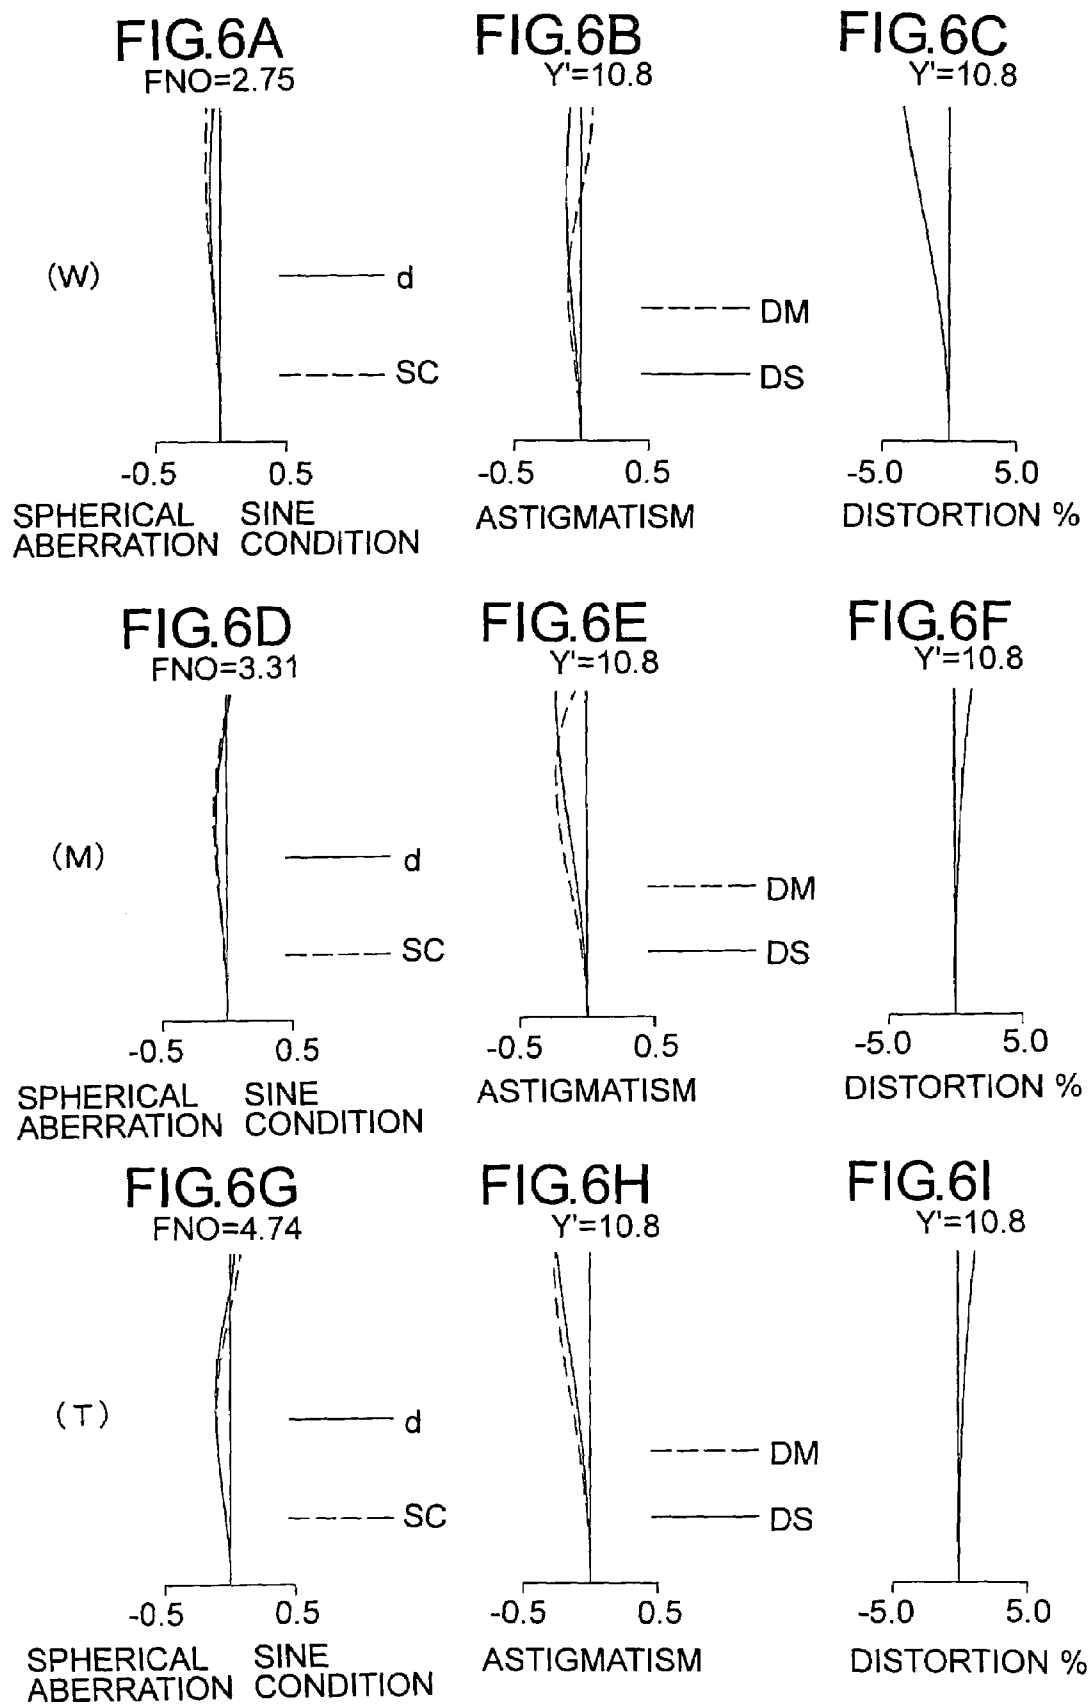 FIG.6A
FNO=2.75
FIG.6B
Y'=10.8
FIG.6C
Y'=10.8
(W)
d
SC
DM
DS
-0.5 0.5
-0.5 0.5
-5.0 5.0
SPHERICAL ABERRATION
SINE CONDITION
ASTIGMATISM
DISTORTION %
FIG.6D
FNO=3.31
FIG.6E
Y'=10.8
FIG.6F
Y'=10.8
(M)
d
SC
DM
DS
-0.5 0.5
-0.5 0.5
-5.0 5.0
SPHERICAL ABERRATION
SINE CONDITION
ASTIGMATISM
DISTORTION %
FIG.6G
FNO=4.74
FIG.6H
Y'=10.8
FIG.6I
Y'=10.8
(T)
d
SC
DM
DS
-0.5 0.5
-0.5 0.5
-5.0 5.0
SPHERICAL ABERRATION
SINE CONDITION
ASTIGMATISM
DISTORTION %